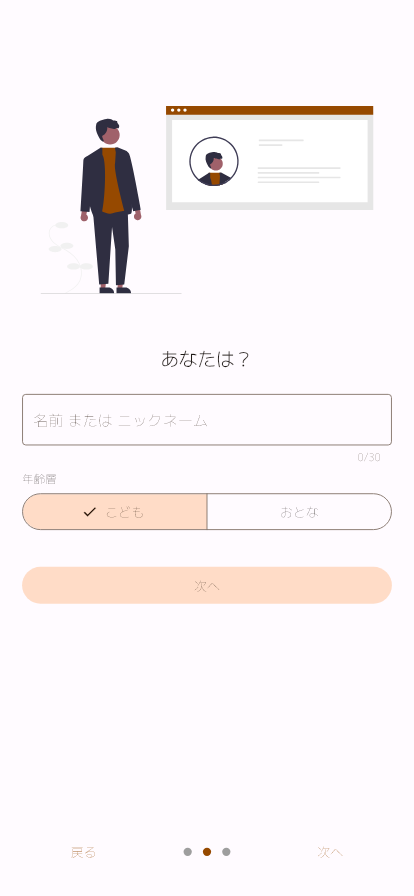 あなたは？
名前 または ニックネーム
0/30
年齢層
こども
おとな
次へ
戻る
次へ